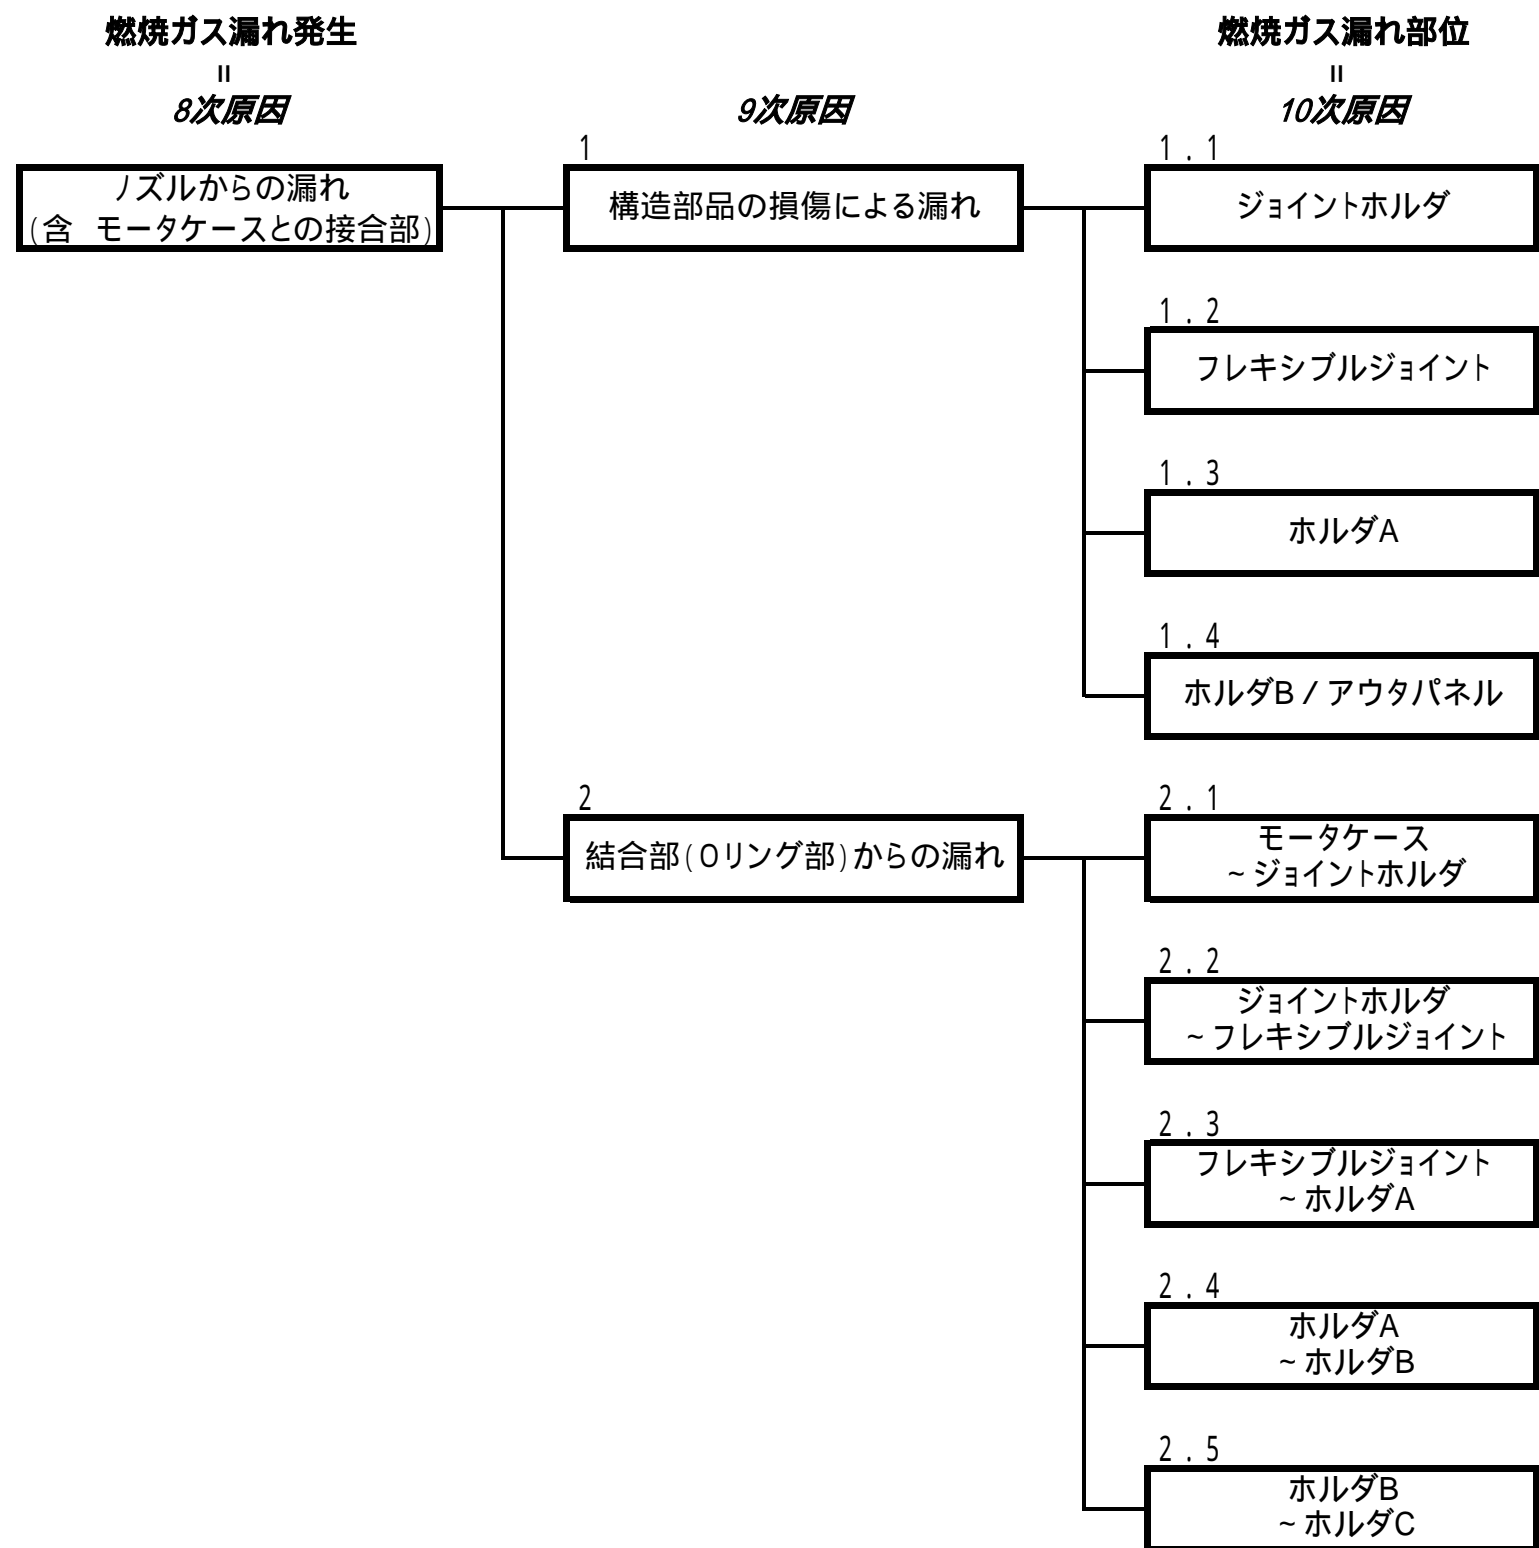 燃焼ガス漏れ発生
=
8次原因
9次原因
燃焼ガス漏れ部位
=
10次原因
ノズルからの漏れ
(含　モータケースとの接合部)
1
構造部品の損傷による漏れ
1.1
ジョイントホルダ
1.2
フレキシブルジョイント
1.3
ホルダA
1.4
ホルダB/アウタパネル
2
結合部(Oリング部)からの漏れ
2.1
モータケース
~ジョイントホルダ
2.2
ジョイントホルダ
~フレキシブルジョイント
2.3
フレキシブルジョイント
~ホルダA
2.4
ホルダA
~ホルダB
2.5
ホルダB
~ホルダC